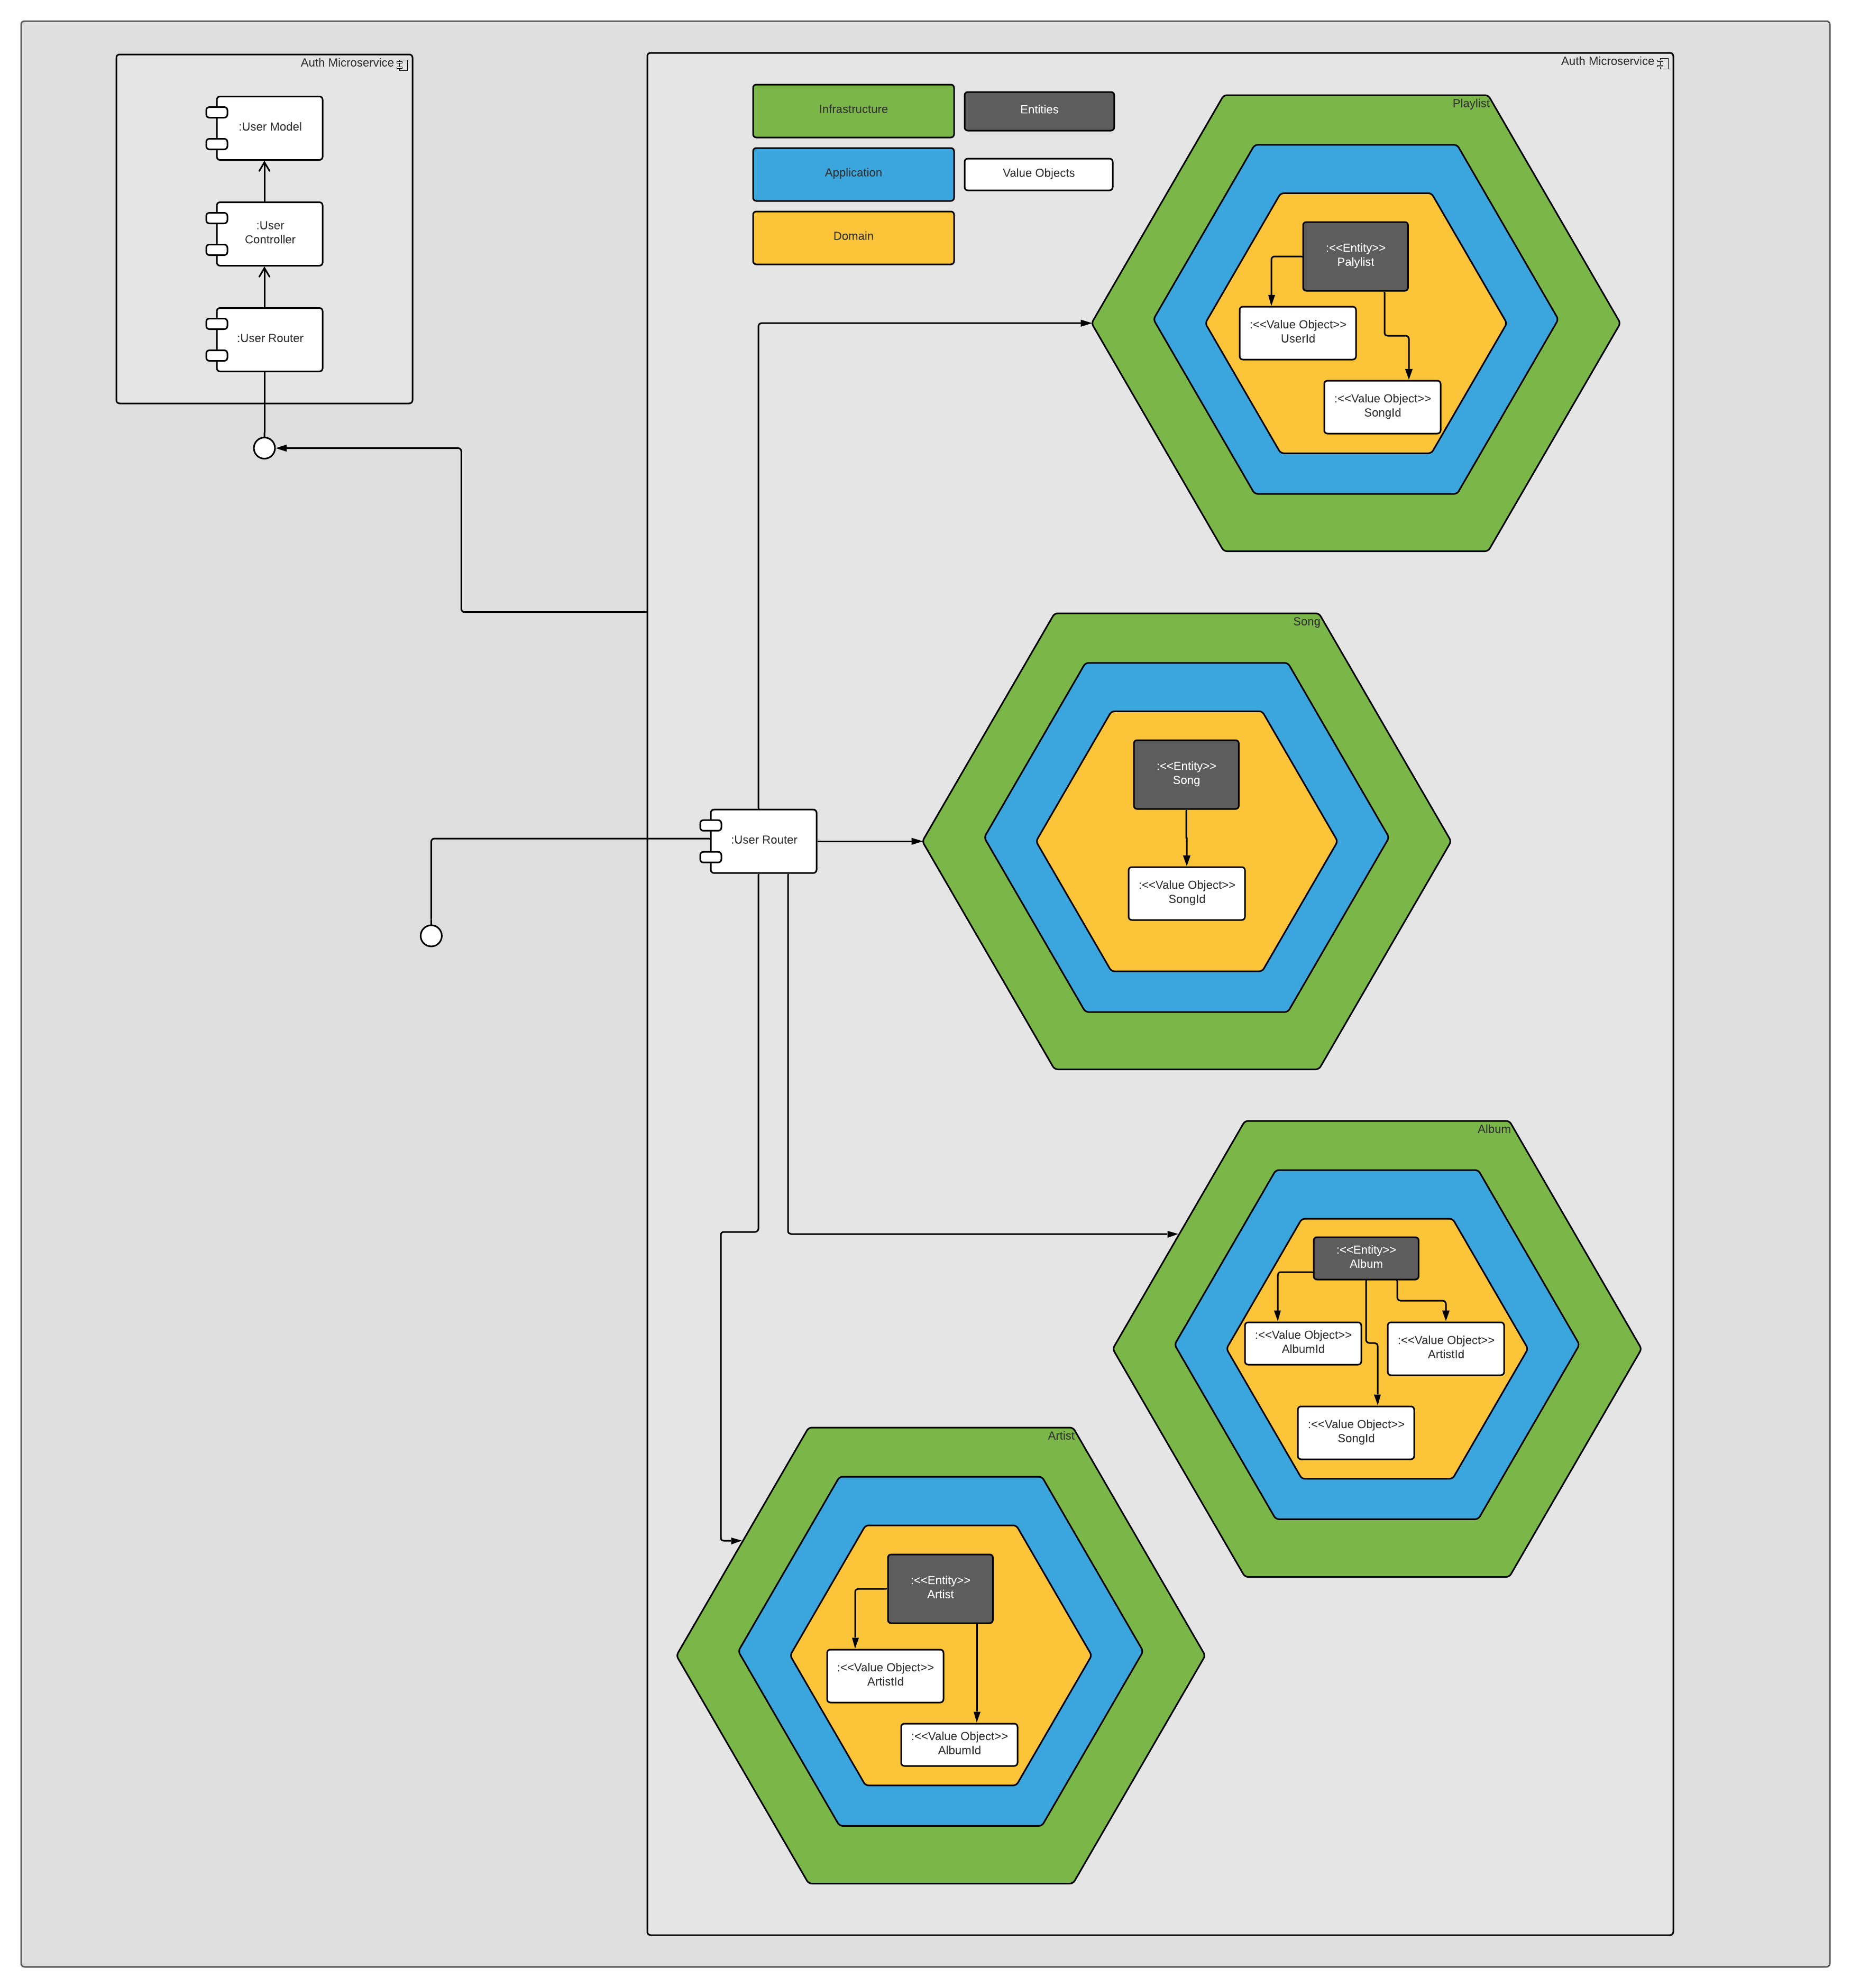 Auth Microservice
:User Model
:User
Controller
:User Router
Auth Microservice
Infrastructure
Entities
Application
Value Objects
Domain
Playlist
:<<Entity>>
Palylist
:<<Value Object>>
UserId
:<<Value Object>>
SongId
Song
:<<Entity>>
Song
:<<Value Object>>
SongId
:User Router
Album
:<<Entity>>
Album
:<<Value Object>>
AlbumId
:<<Value Object>>
ArtistId
:<<Value Object>>
SongId
Artist
:<<Entity>>
Artist
:<<Value Object>>
ArtistId
:<<Value Object>>
AlbumId